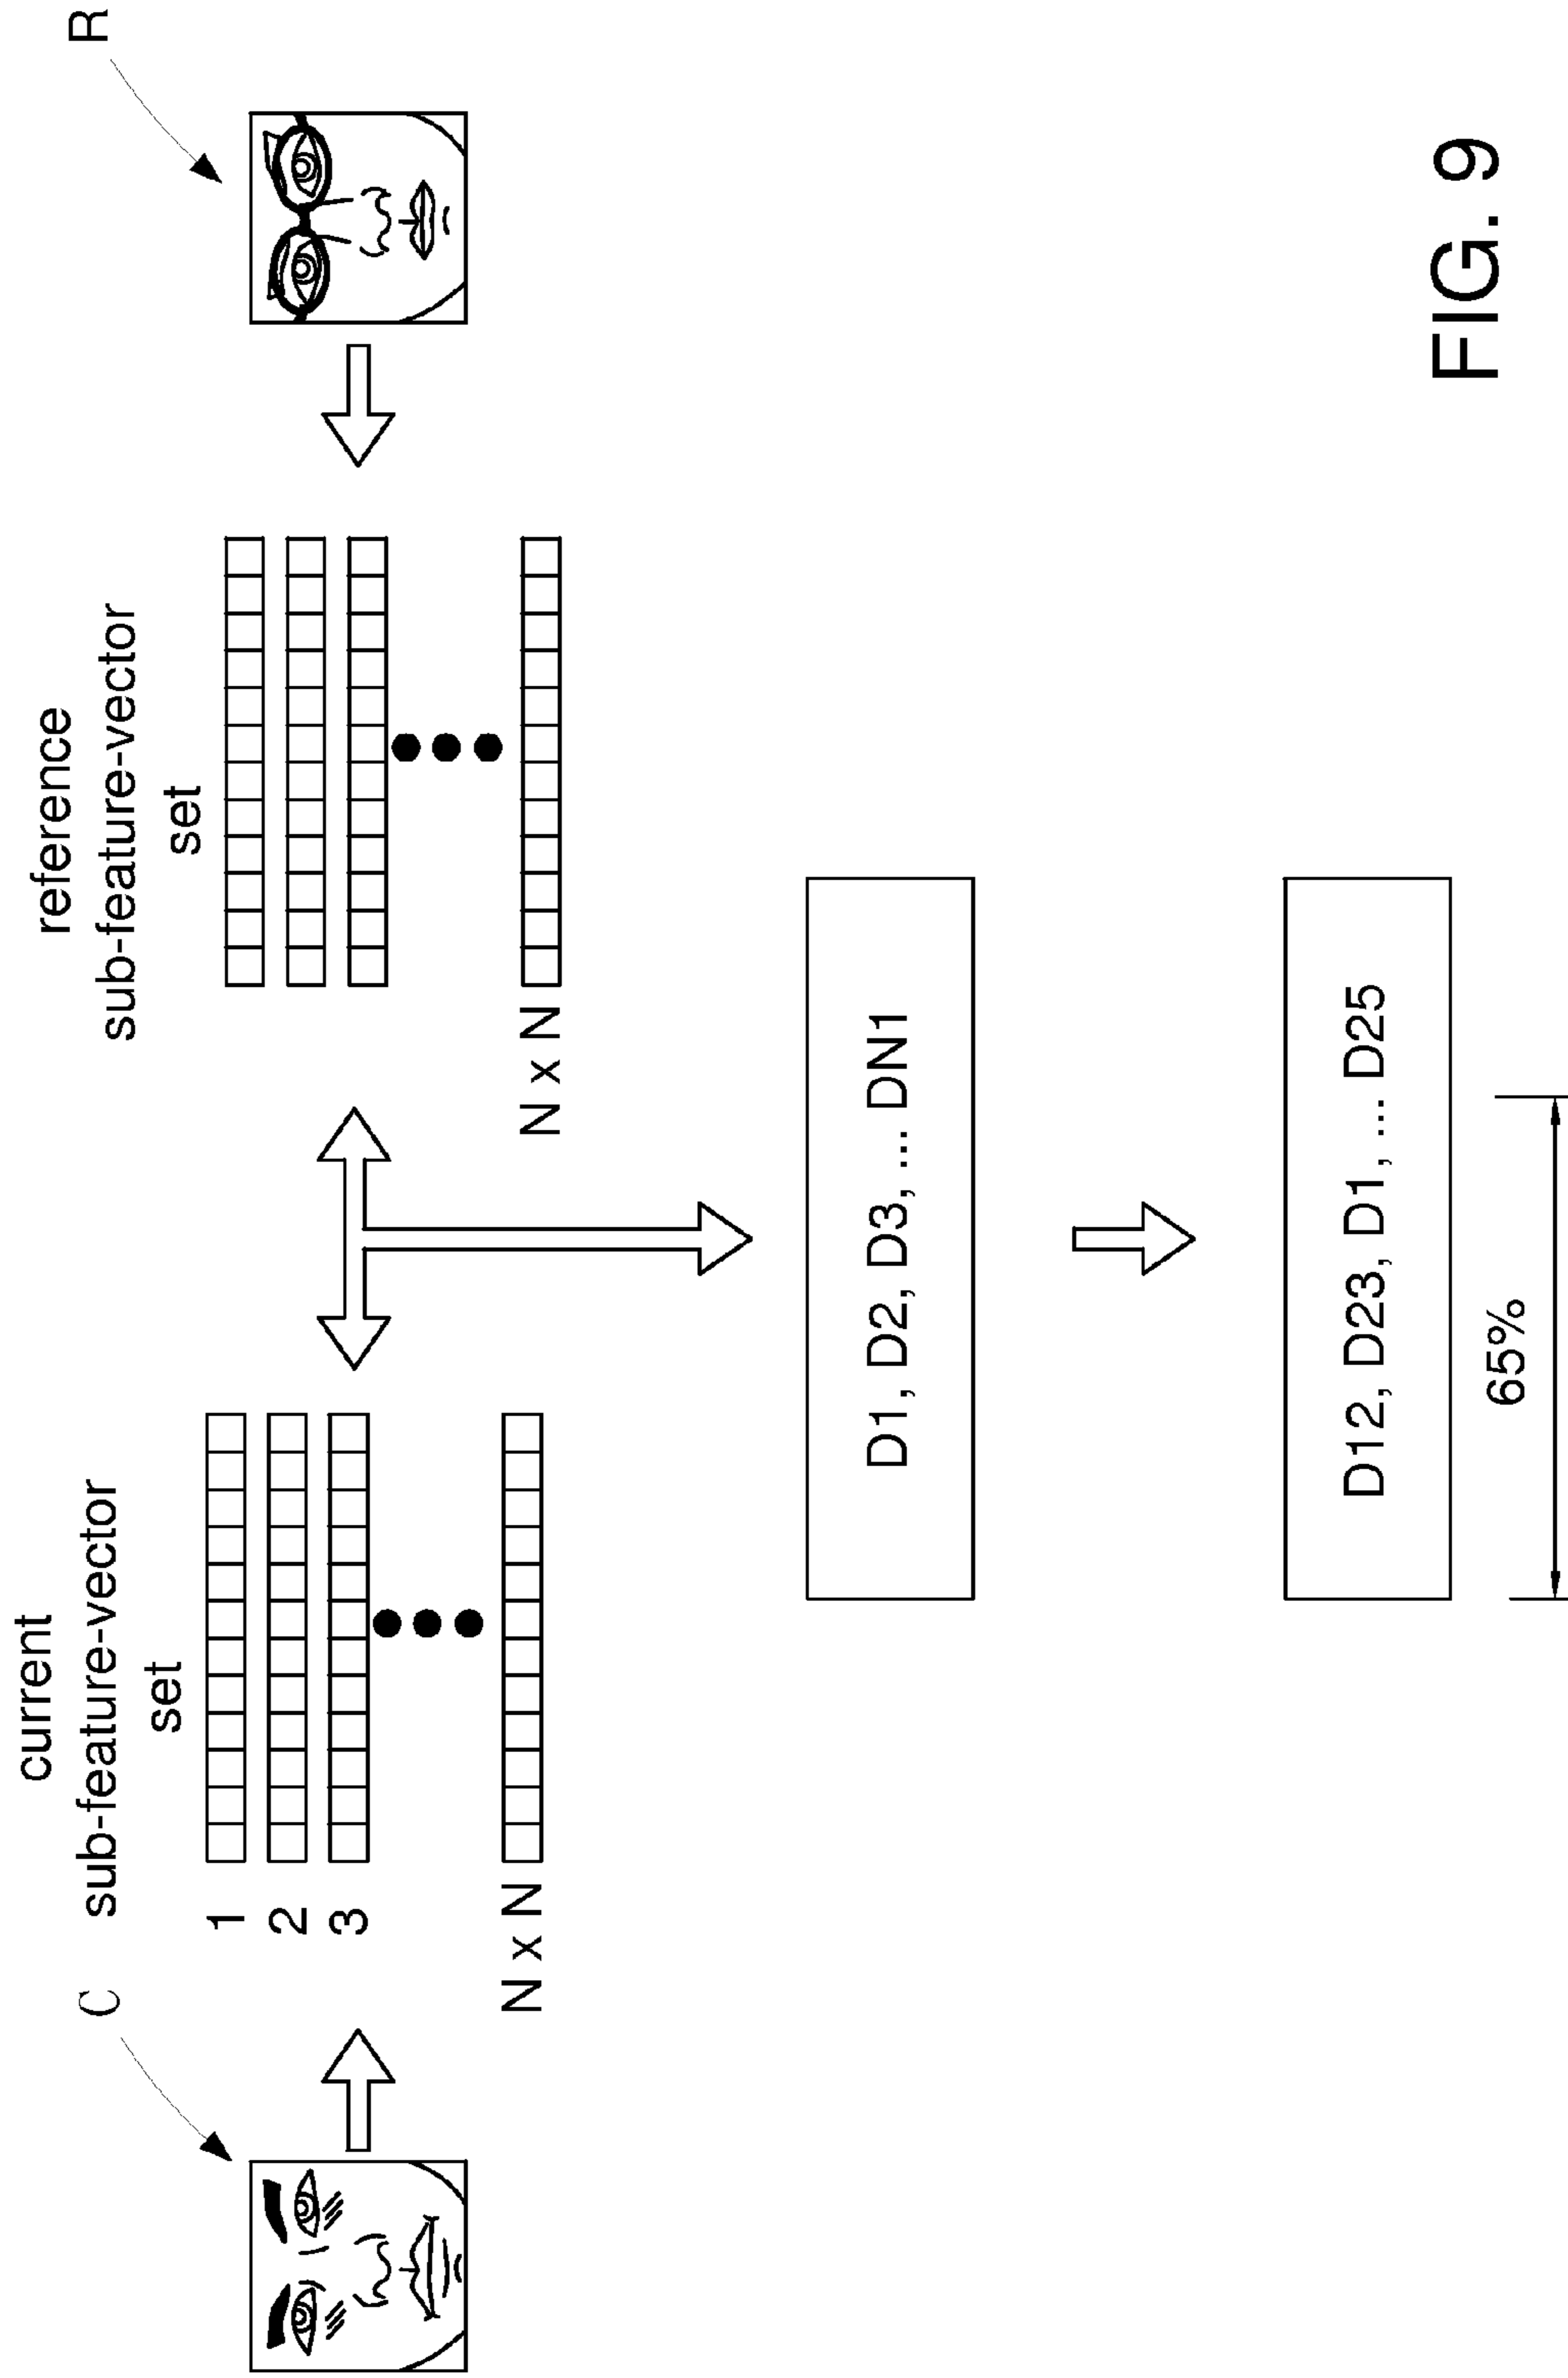 C
current
sub-feature-vector
set
1
2
3
N x N
reference
sub-feature-vector
set
N x N
R
D1, D2, D3, ... DN1
D12, D23, D1, ... D25
65%
FIG. 9